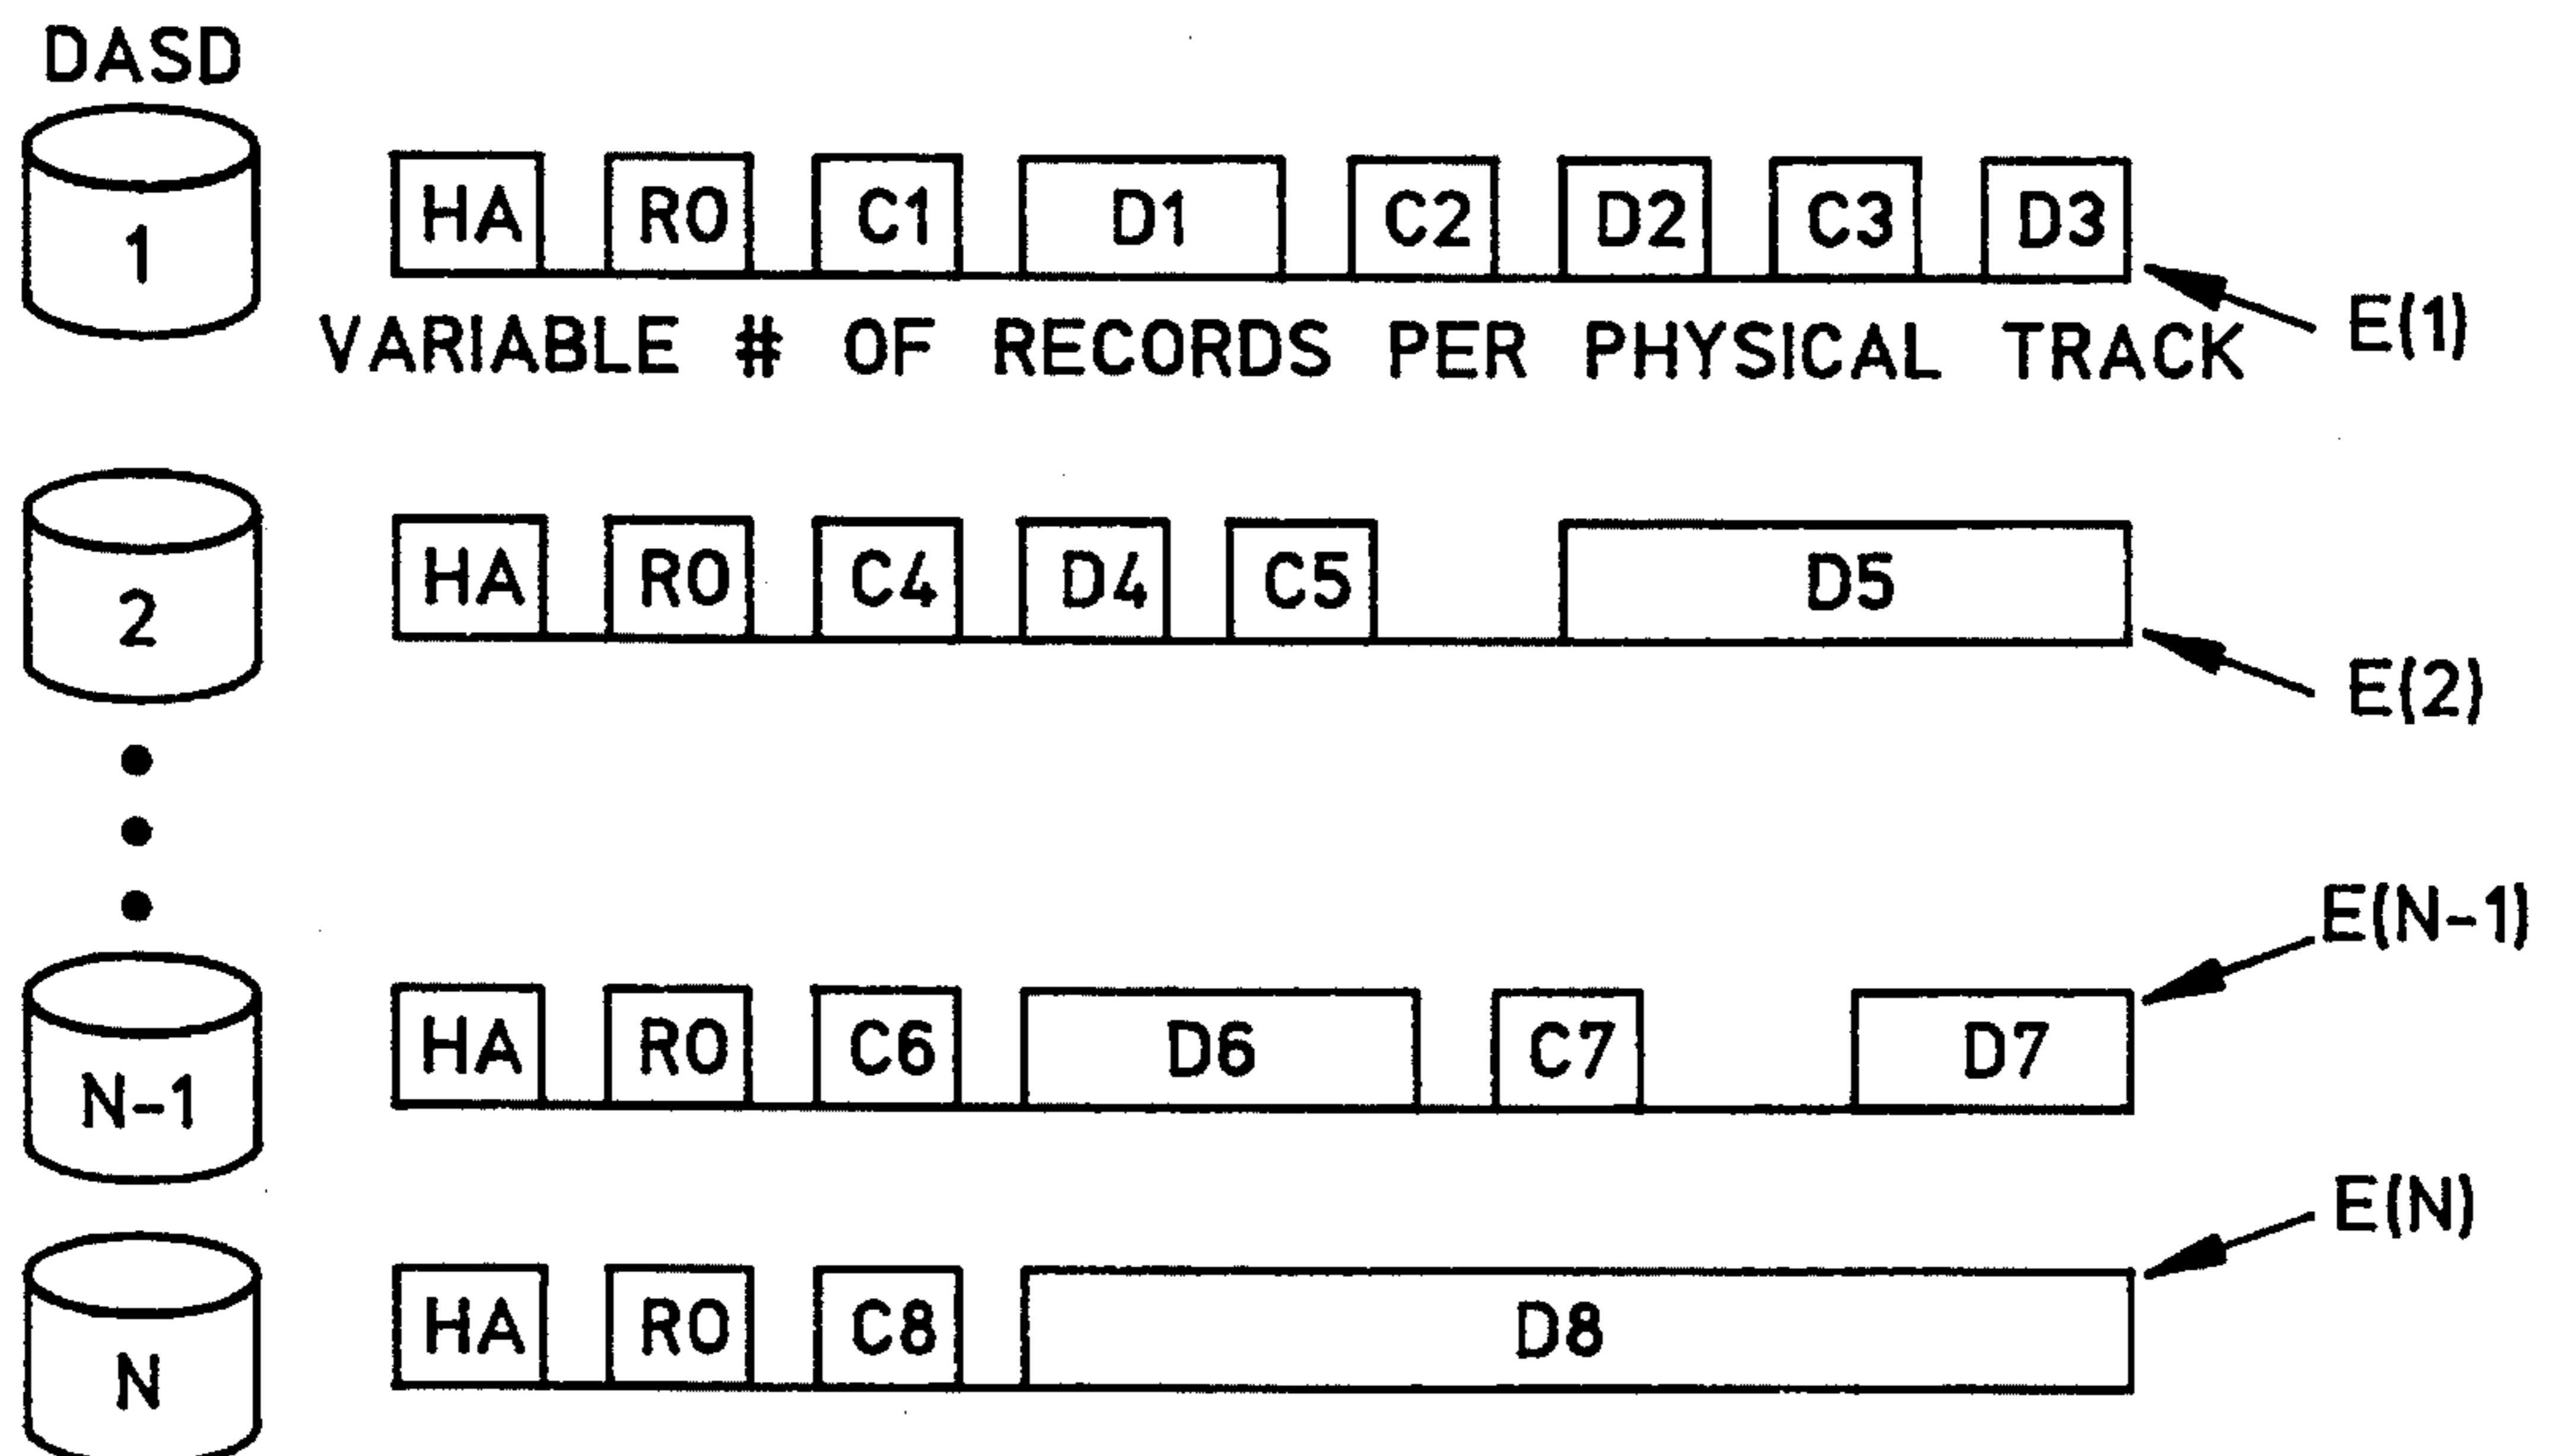 DASD
1
HA R0 C1 D1 C2 D2 C3 D3
E(1)
VARIABLE # OF RECORDS PER PHYSICAL TRACK
2
HA R0 C4 D4 C5 D5
E(2)
E(N-1)
N-1
HA R0 C6 D6 C7 D7
E(N)
N
HA R0 C8 D8